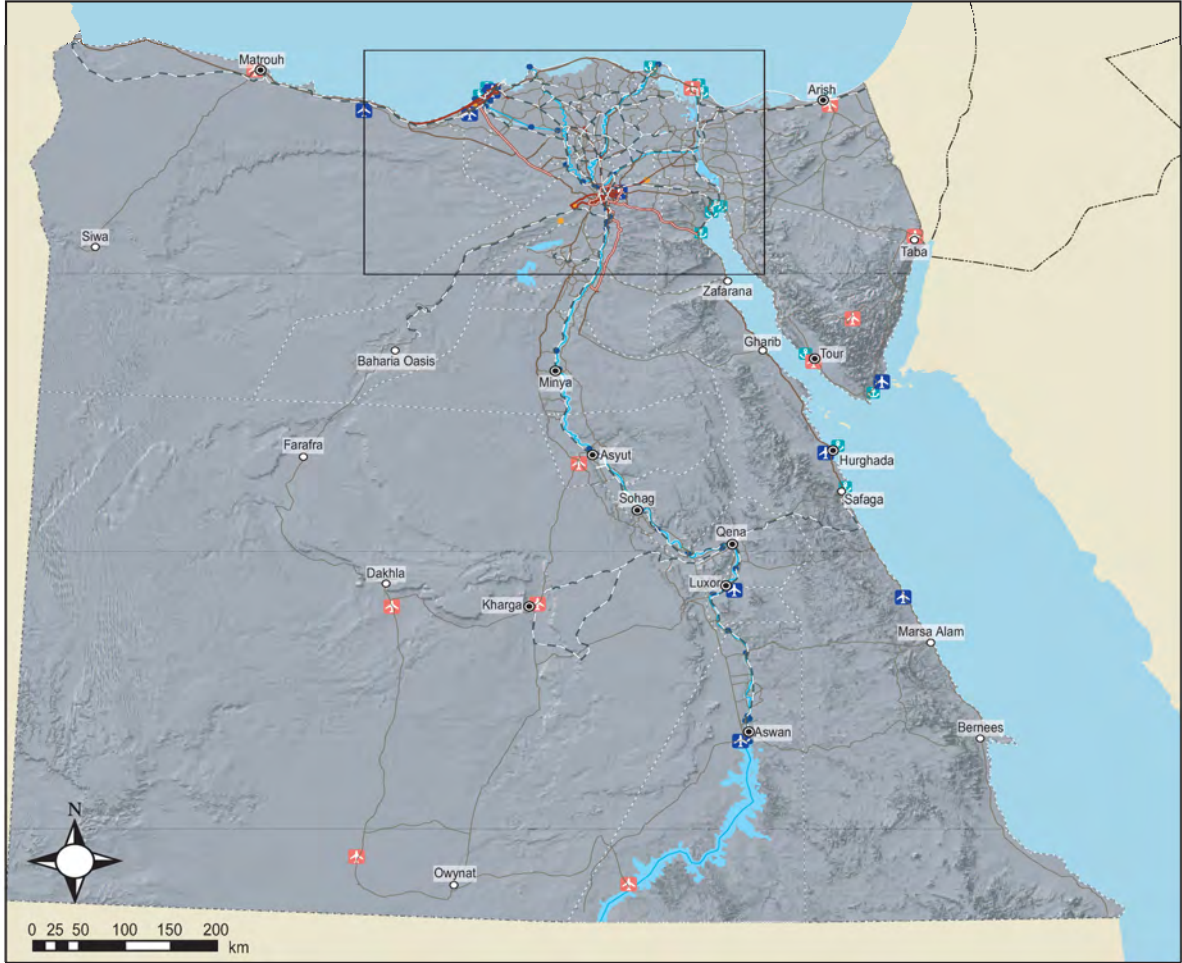 Matrouh
Arish
Siwa
Taba
Zafarana
Baharia Oasis
Gharib
Tour
Minya
Farafra
Asyut
Hurghada
Safaga
Sohag
Qena
Dakhla
Luxor
Kharga
Marsa Alam
Aswan
Bernees
N
Owynat
0 25 50 100 150 200
km